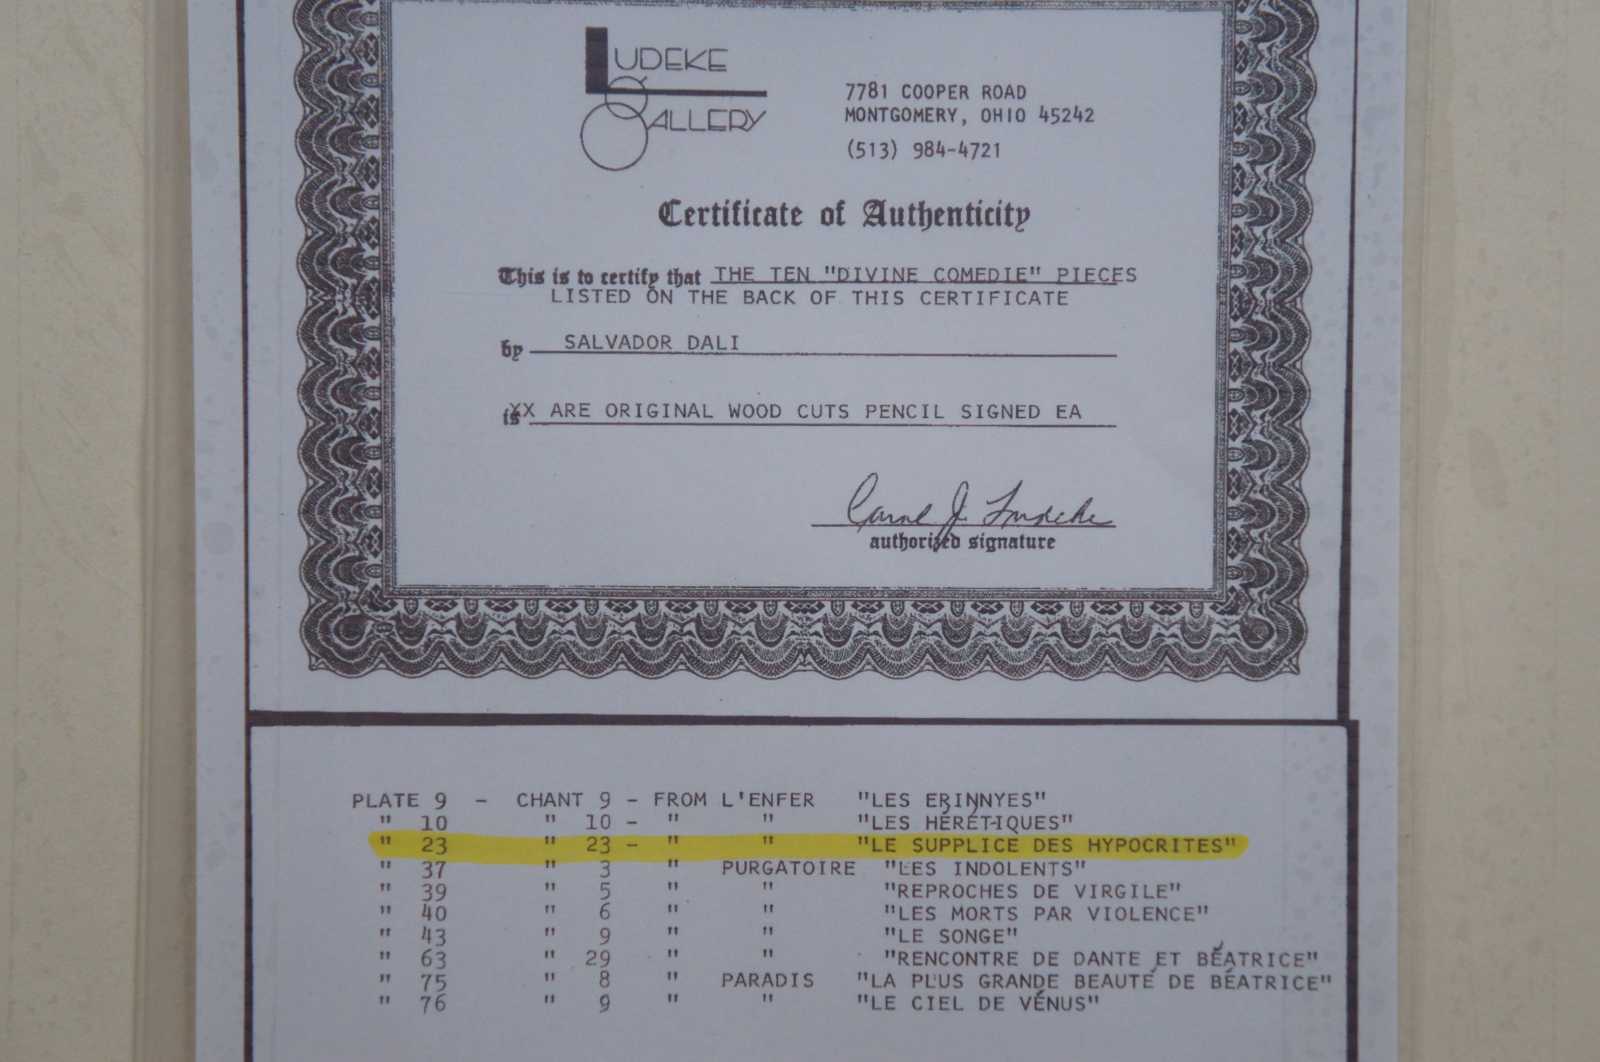 LUDEKE
GALLERY
7781 COOPER ROAD
MONTGOMERY, OHIO 45242
(513) 984-4721
Certificate of Authenticity
This is to certify that THE TEN "DIVINE COMEDIE" PIECES
LISTED ON THE BACK OF THIS CERTIFICATE
by SALVADOR DALI
is XX ARE ORIGINAL WOOD CUTS PENCIL SIGNED EA
Carol J. Ludeke
authorized signature
PLATE 9 - CHANT 9 - FROM L'ENFER "LES ERINNYES"
" 10 " 10 - " " "LES HÉRÉTIQUES"
" 23 " 23 - " " "LE SUPPLICE DES HYPOCRITES"
" 37 " 3 " PURGATOIRE "LES INDOLENTS"
" 39 " 5 " " "REPROCHES DE VIRGILE"
" 40 " 6 " " "LES MORTS PAR VIOLENCE"
" 43 " 9 " " "LE SONGE"
" 63 " 29 " " "RENCONTRE DE DANTE ET BÉATRICE"
" 75 " 8 " PARADIS "LA PLUS GRANDE BEAUTÉ DE BÉATRICE"
" 76 " 9 " " "LE CIEL DE VÉNUS"